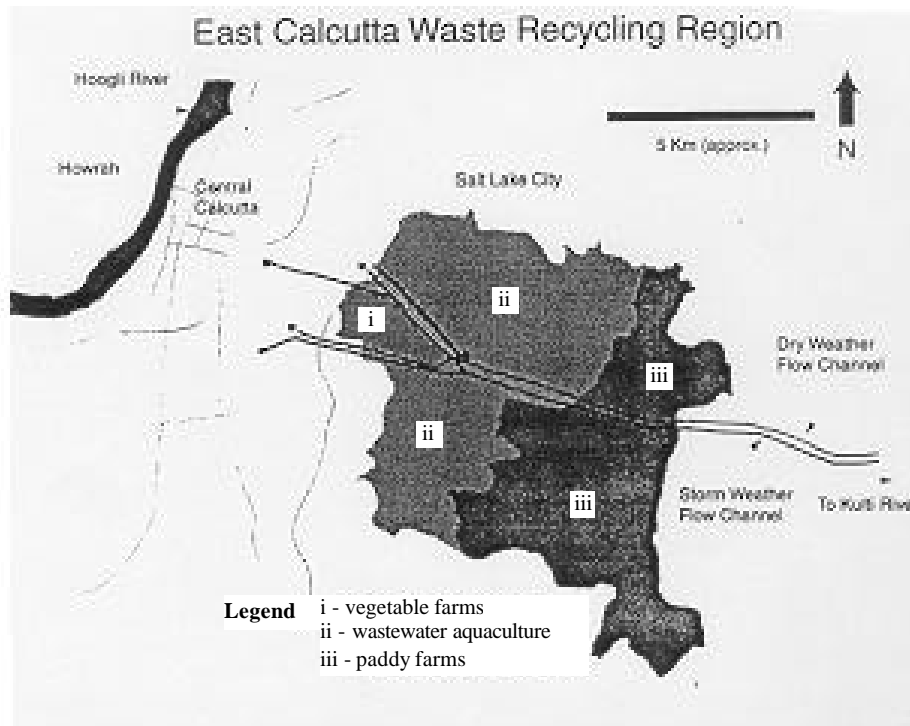 East Calcutta Waste Recycling Region
Hoogli River
Howrah
Central
Calcutta
5 Km (approx.)
N
Salt Lake City
i
ii
iii
ii
iii
Dry Weather
Flow Channel
Storm Weather
Flow Channel
To Kulti Rive
Legend
i - vegetable farms
ii - wastewater aquaculture
iii - paddy farms